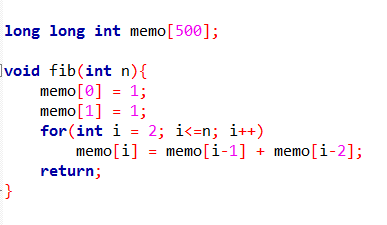 long long int memo[500];
void fib(int n){
memo[0] = 1;
memo[1] = 1;
for(int i = 2; i<=n; i++)
memo[i] = memo[i-1] + memo[i-2];
return;
}